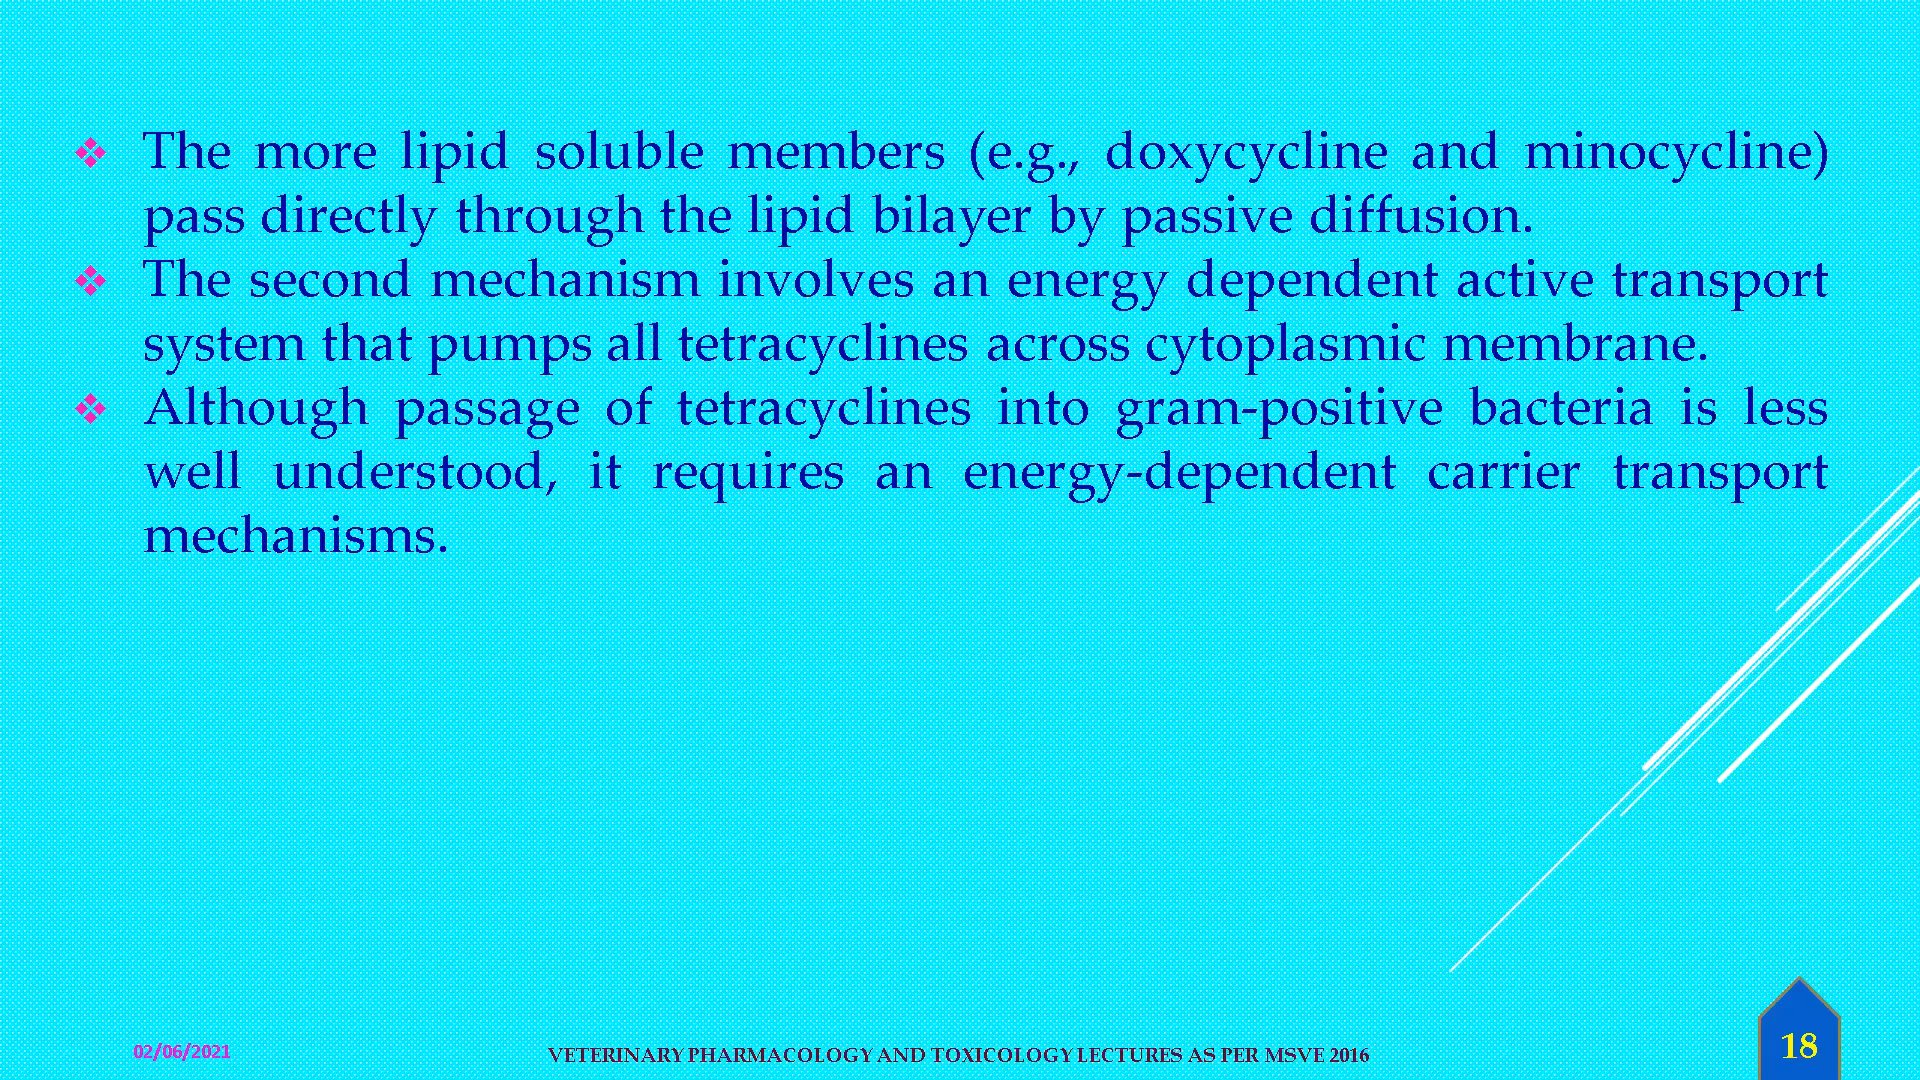 The more lipid soluble members (e.g., doxycycline and minocycline)
pass directly through the lipid bilayer by passive diffusion.
The second mechanism involves an energy dependent active transport
system that pumps all tetracyclines across cytoplasmic membrane.
Although passage of tetracyclines into gram-positive bacteria is less
well understood, it requires an energy-dependent carrier transport
mechanisms.
02/06/2021
VETERINARY PHARMACOLOGY AND TOXICOLOGY LECTURES AS PER MSVE 2016
18